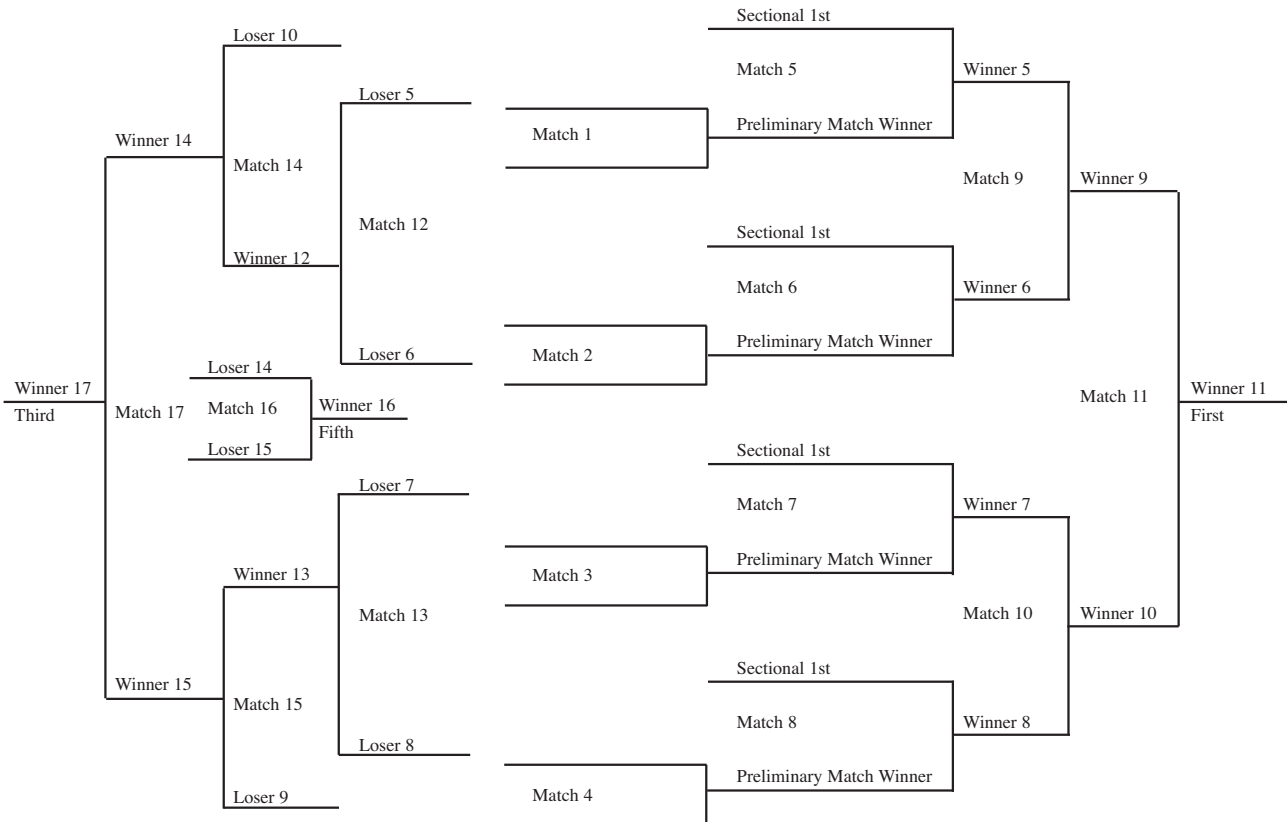 Sectional 1st
Loser 10
Match 5
Winner 5
Loser 5
Preliminary Match Winner
Match 1
Winner 14
Match 14
Match 9
Winner 9
Match 12
Sectional 1st
Winner 12
Match 6
Winner 6
Preliminary Match Winner
Loser 6
Match 2
Loser 14
Winner 17
Match 11
Winner 11
Third
Match 17
Match 16
Winner 16
First
Fifth
Loser 15
Sectional 1st
Loser 7
Match 7
Winner 7
Preliminary Match Winner
Winner 13
Match 3
Match 13
Match 10
Winner 10
Sectional 1st
Winner 15
Match 15
Match 8
Winner 8
Loser 8
Preliminary Match Winner
Loser 9
Match 4